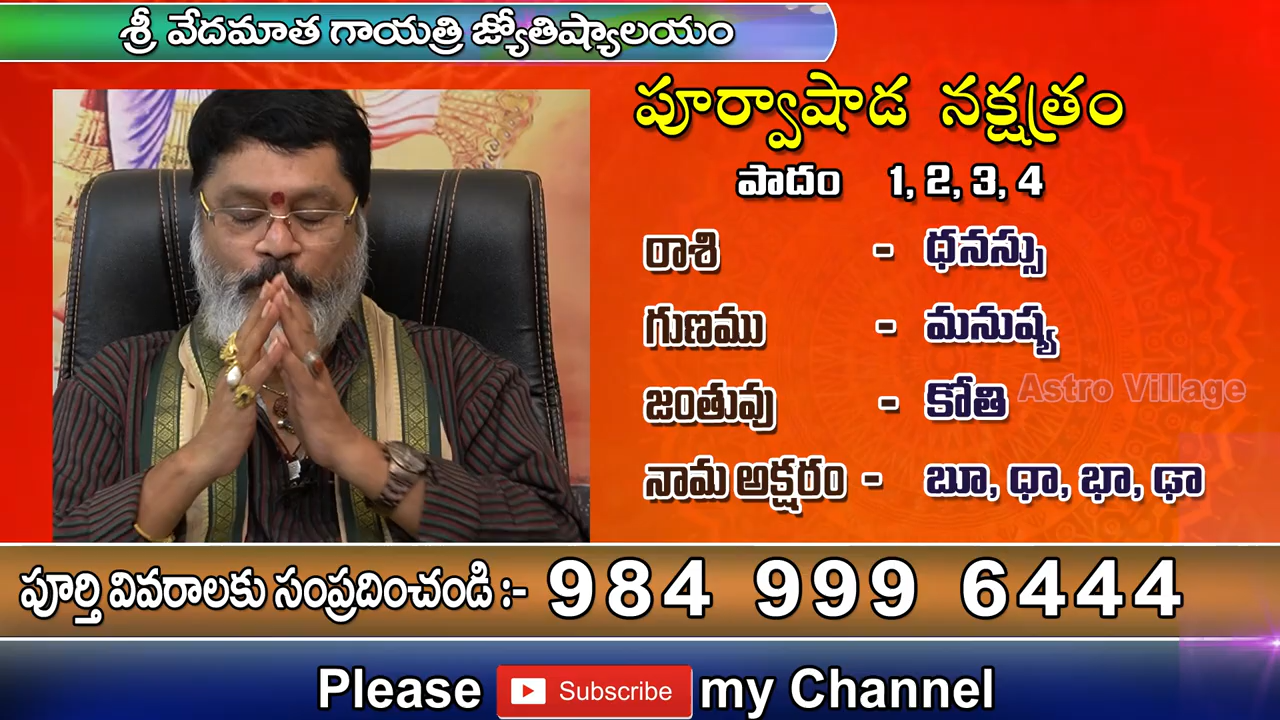 శ్రీ వేదమాత గాయత్రి జ్యోతిష్యాలయం
పూర్వాషాడ నక్షత్రం
పాదం 1, 2, 3, 4
రాశి - ధనస్సు
గుణము - మనుష్య
జంతువు - కోతి
Astro Village
నామ అక్షరం - బూ, ధా, భా, ఢా
పూర్తి వివరాలకు సంప్రదించండి :- 984 999 6444
Please Subscribe my Channel